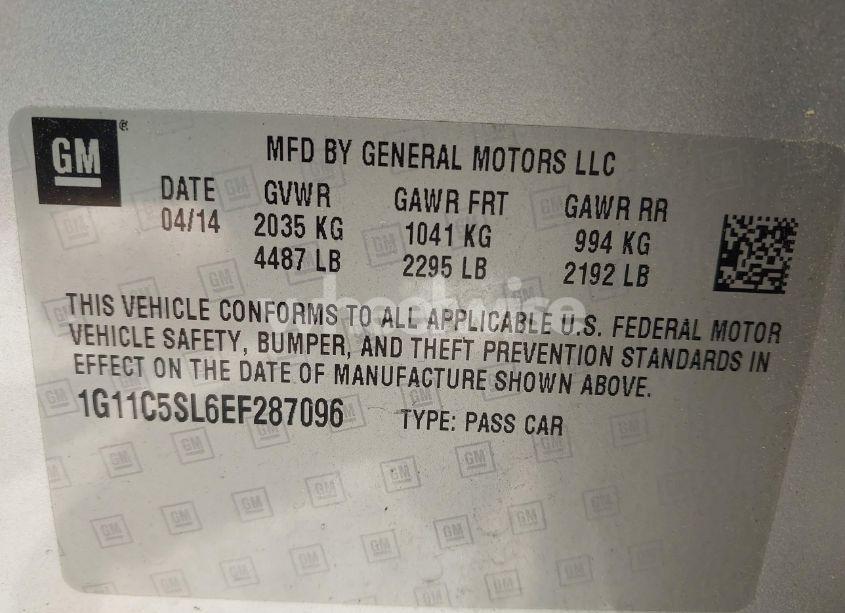 GM
MFD BY GENERAL MOTORS LLC
DATE GVWR GAWR FRT GAWR RR
04/14 2035 KG 1041 KG 994 KG
4487 LB 2295 LB 2192 LB
THIS VEHICLE CONFORMS TO ALL APPLICABLE U.S. FEDERAL MOTOR
VEHICLE SAFETY, BUMPER, AND THEFT PREVENTION STANDARDS IN
EFFECT ON THE DATE OF MANUFACTURE SHOWN ABOVE.
1G11C5SL6EF287096 TYPE: PASS CAR